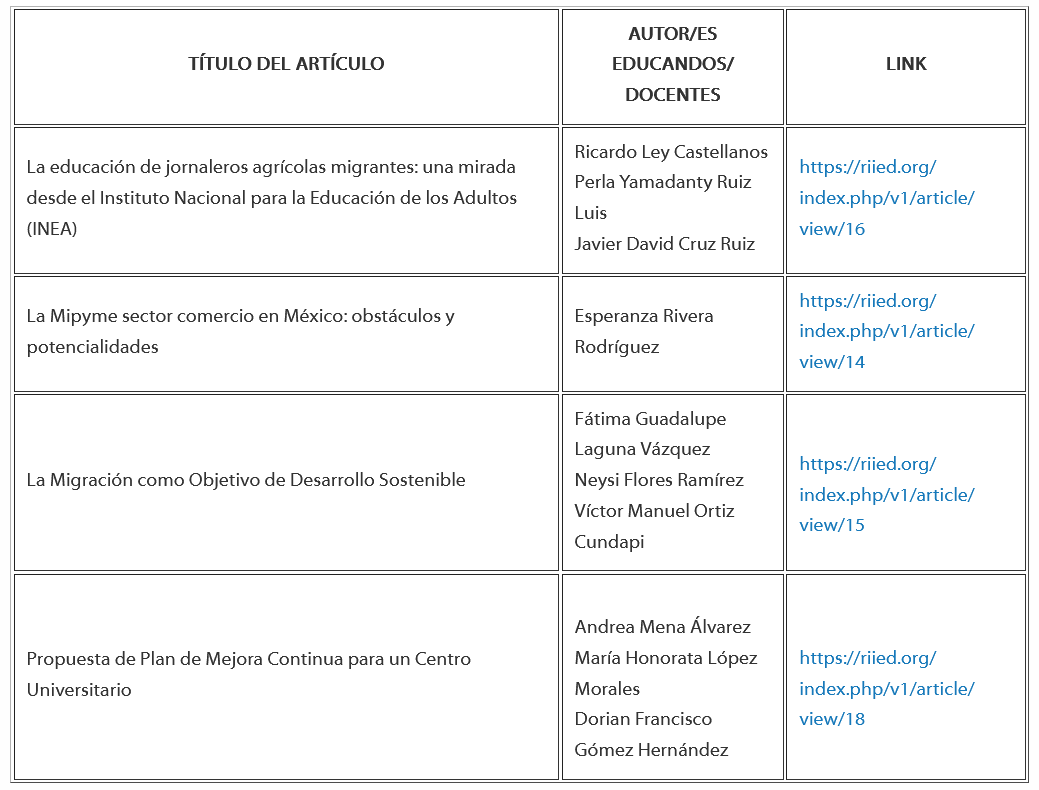 TÍTULO DEL ARTÍCULO
AUTOR/ES
EDUCANDOS/
DOCENTES
LINK
La educación de jornaleros agrícolas migrantes: una mirada
desde el Instituto Nacional para la Educación de los Adultos
(INEA)
Ricardo Ley Castellanos
Perla Yamadanty Ruiz
Luis
Javier David Cruz Ruiz
https://riied.org/
index.php/v1/article/
view/16
La Mipyme sector comercio en México: obstáculos y
potencialidades
Esperanza Rivera
Rodríguez
https://riied.org/
index.php/v1/article/
view/14
La Migración como Objetivo de Desarrollo Sostenible
Fátima Guadalupe
Laguna Vázquez
Neysi Flores Ramírez
Víctor Manuel Ortiz
Cundapi
https://riied.org/
index.php/v1/article/
view/15
Propuesta de Plan de Mejora Continua para un Centro
Universitario
Andrea Mena Álvarez
María Honorata López
Morales
Dorian Francisco
Gómez Hernández
https://riied.org/
index.php/v1/article/
view/18